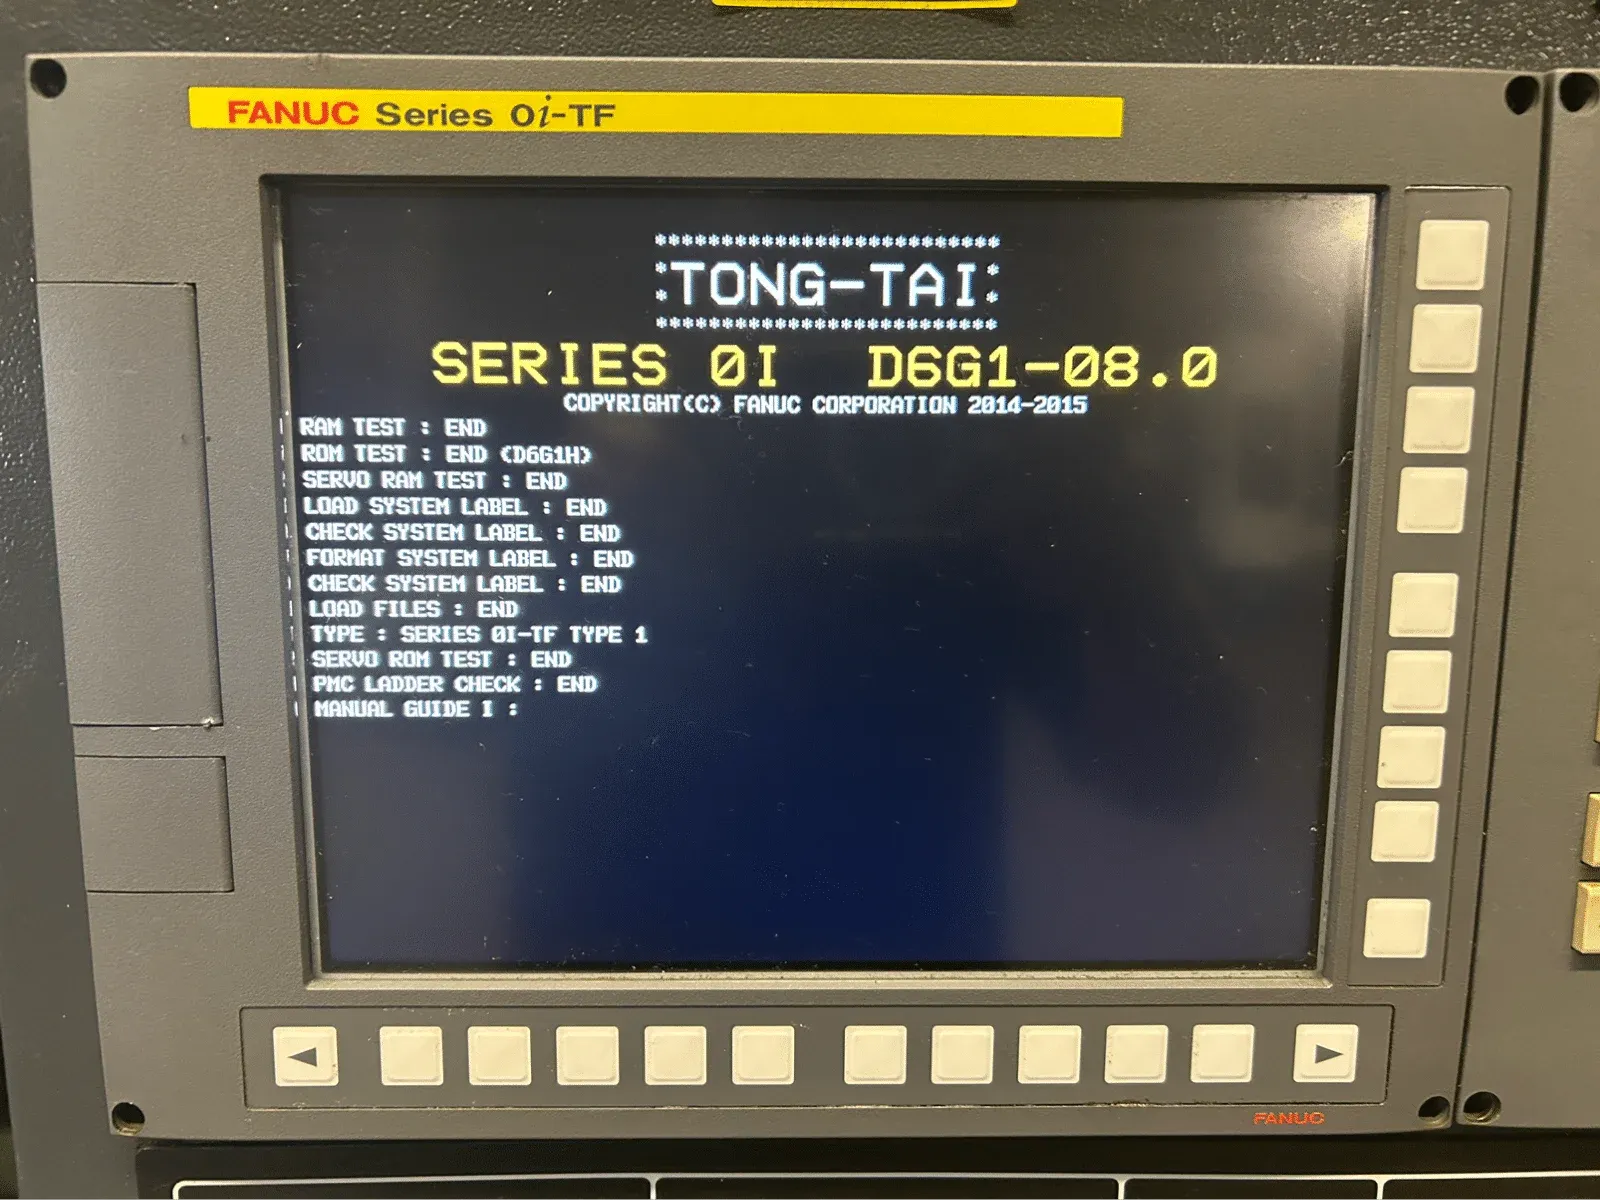 FANUC Series 0i-TF
*************************
:TONG-TAI:
*************************
SERIES 0I D6G1-08.0
COPYRIGHT(C) FANUC CORPORATION 2014-2015
RAM TEST : END
ROM TEST : END (D6G1H)
SERVO RAM TEST : END
LOAD SYSTEM LABEL : END
CHECK SYSTEM LABEL : END
FORMAT SYSTEM LABEL : END
CHECK SYSTEM LABEL : END
LOAD FILES : END
TYPE : SERIES 0I-TF TYPE 1
SERVO ROM TEST : END
PMC LADDER CHECK : END
MANUAL GUIDE I :
FANUC